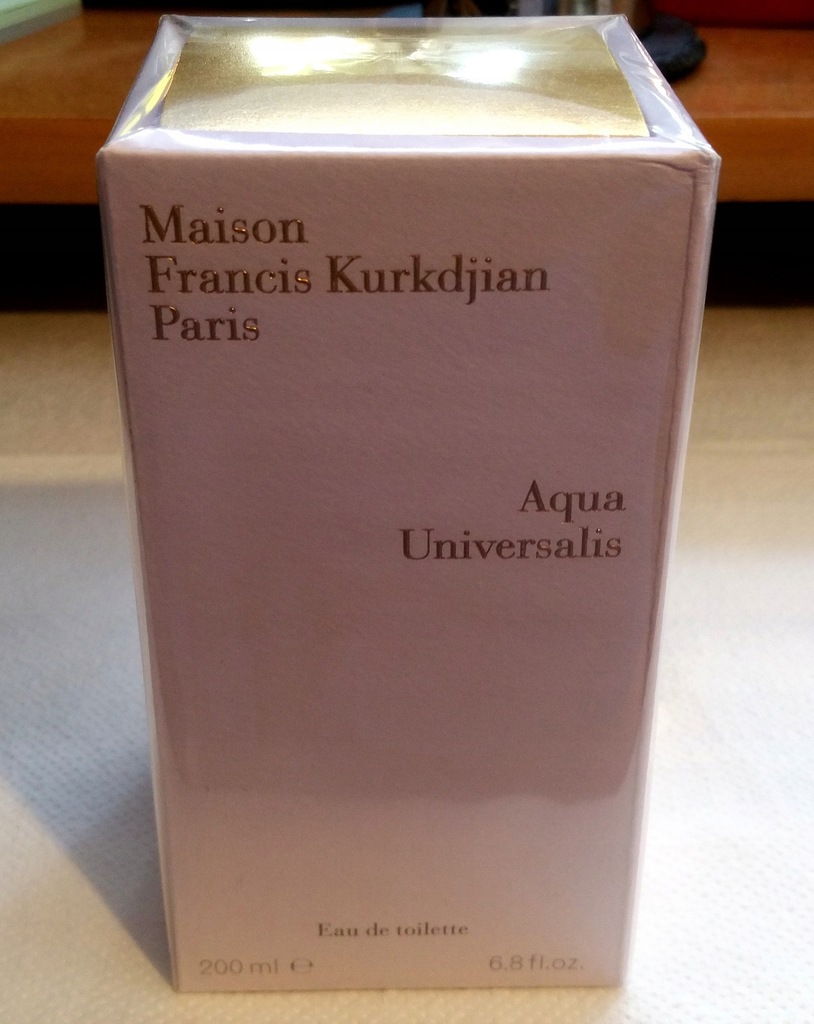 Maison
Francis Kurkdjian
Paris
Aqua
Universalis
Eau de toilette
200 ml ℮ 6.8 fl.oz.